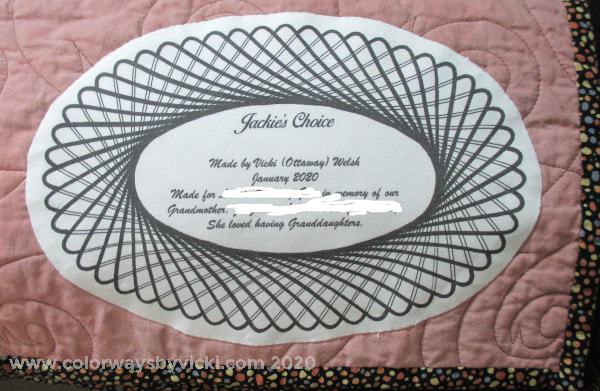 Jackie's Choice
Made by Vicki (Ottaway) Welsh
January 2020
Made for in memory of our
Grandmother,
She loved having Granddaughters.
www.colorwaysbyvicki.com 2020